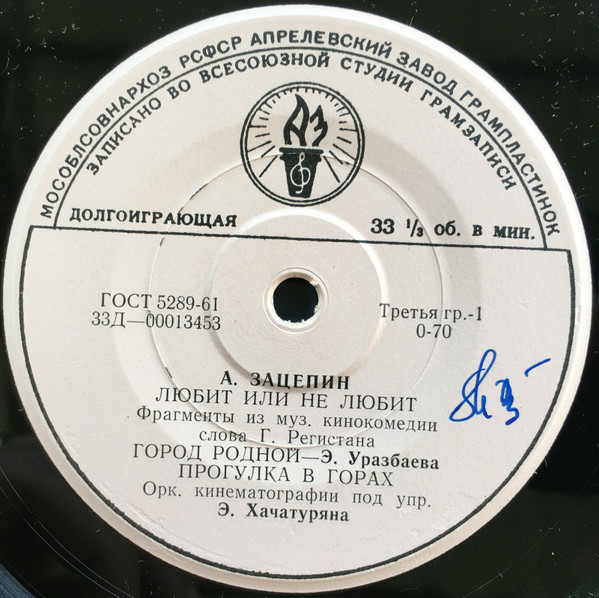 МОСОБЛСОВНАРХОЗ РСФСР АПРЕЛЕВСКИЙ ЗАВОД ГРАМПЛАСТИНОК
ЗАПИСАНО ВО ВСЕСОЮЗНОЙ СТУДИИ ГРАМЗАПИСИ
АЗ
ДОЛГОИГРАЮЩАЯ 33 ⅓ об. в мин.
ГОСТ 5289-61 Третья гр.-1
33Д—00013453 0-70
А. ЗАЦЕПИН
ЛЮБИТ ИЛИ НЕ ЛЮБИТ
Фрагменты из муз. кинокомедии
слова Г. Регистана
ГОРОД РОДНОЙ—Э. Уразбаева
ПРОГУЛКА В ГОРАХ
Орк. кинематографии под упр.
Э. Хачатуряна